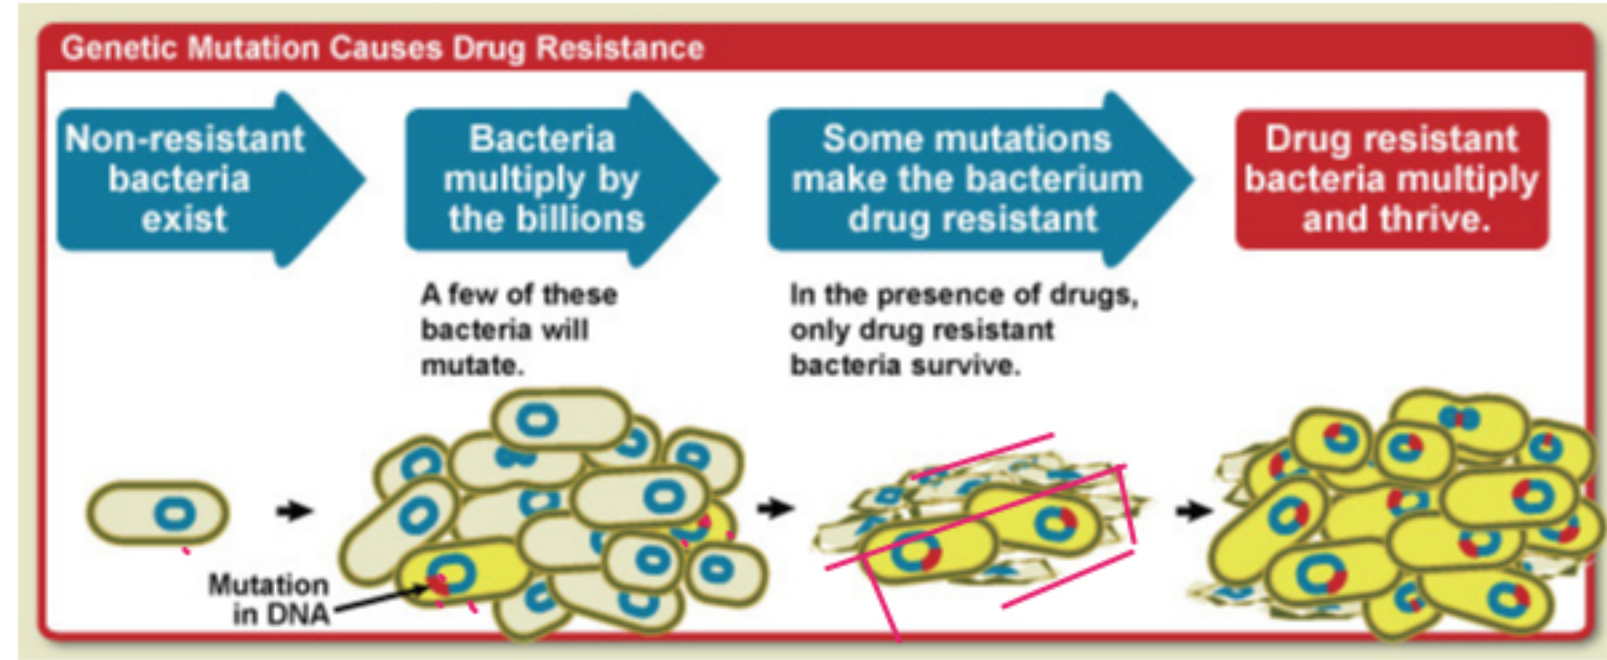 Genetic Mutation Causes Drug Resistance
Non-resistant
bacteria
exist
Bacteria
multiply by
the billions
A few of these
bacteria will
mutate.
Some mutations
make the bacterium
drug resistant
In the presence of drugs,
only drug resistant
bacteria survive.
Drug resistant
bacteria multiply
and thrive.
Mutation
in DNA